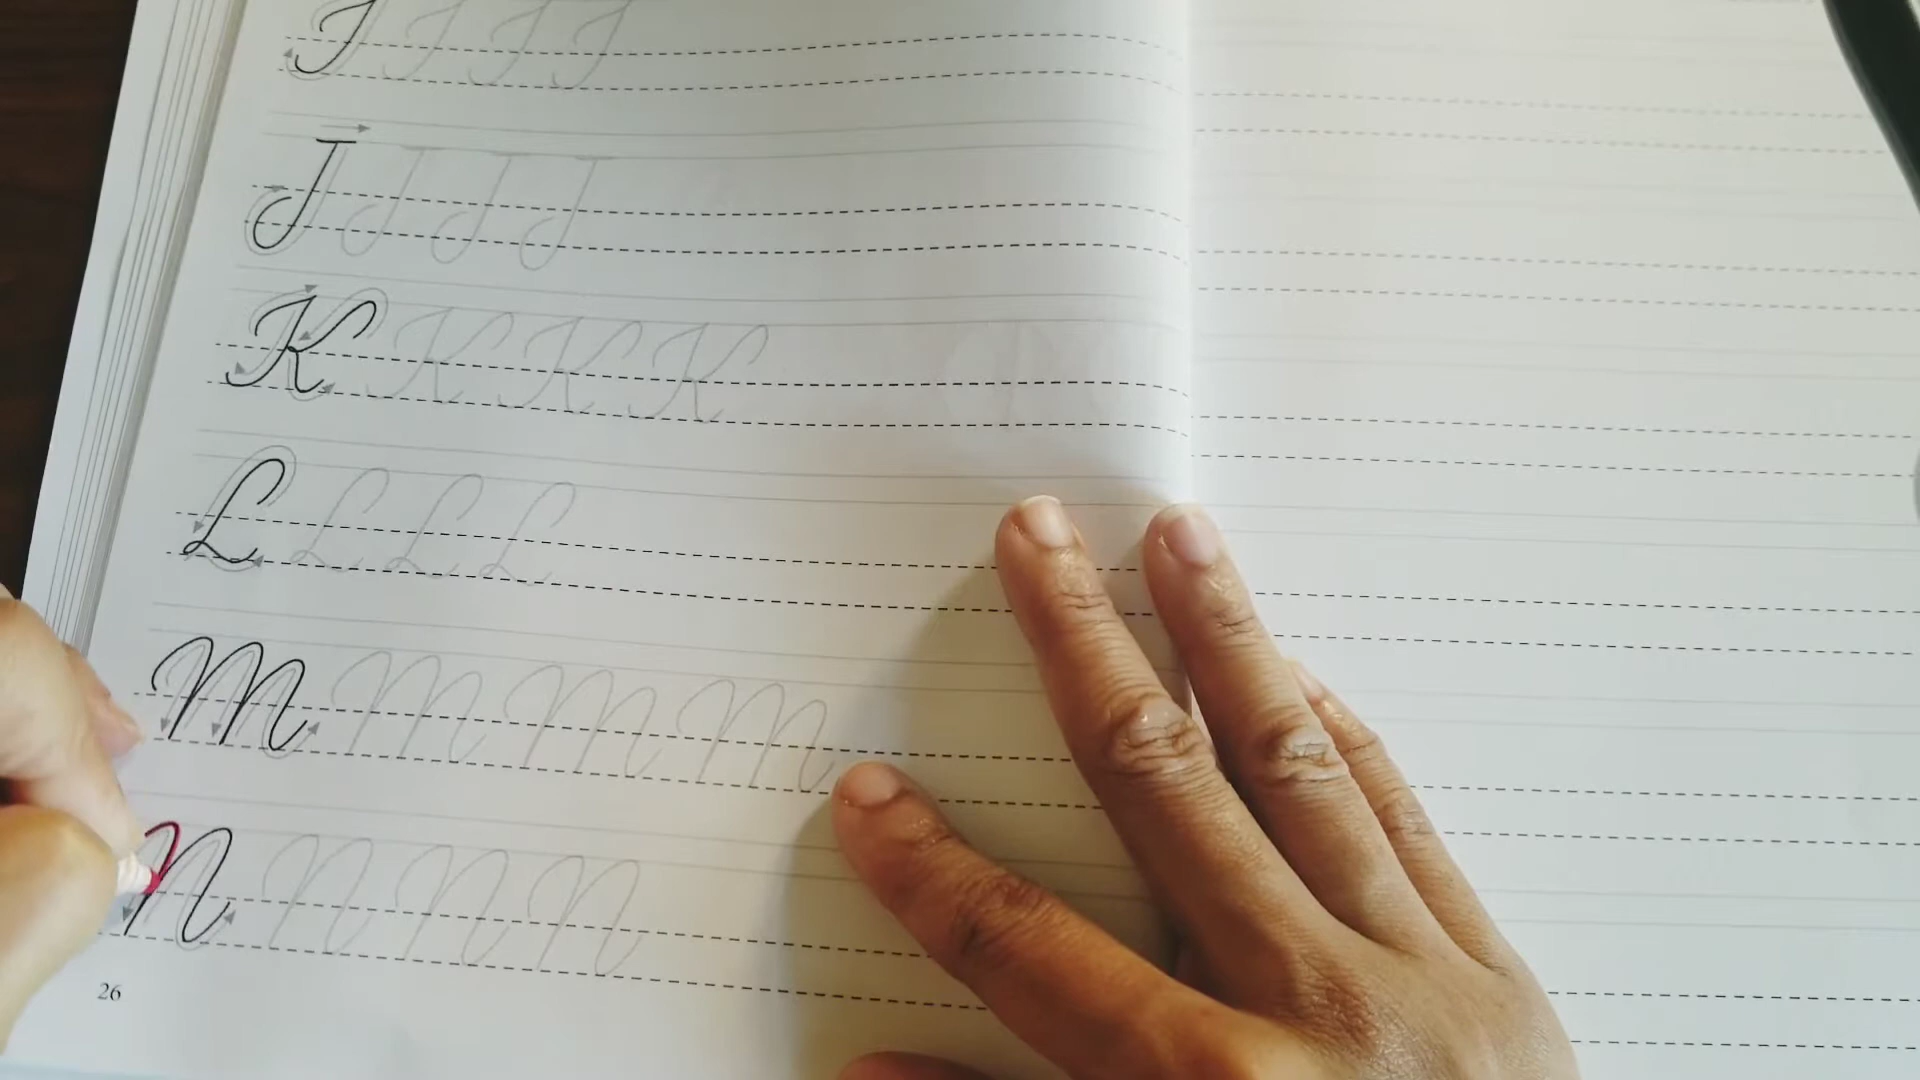 I I I I
J J J J
K K K K
L L L L
M M M M
N N N N
26